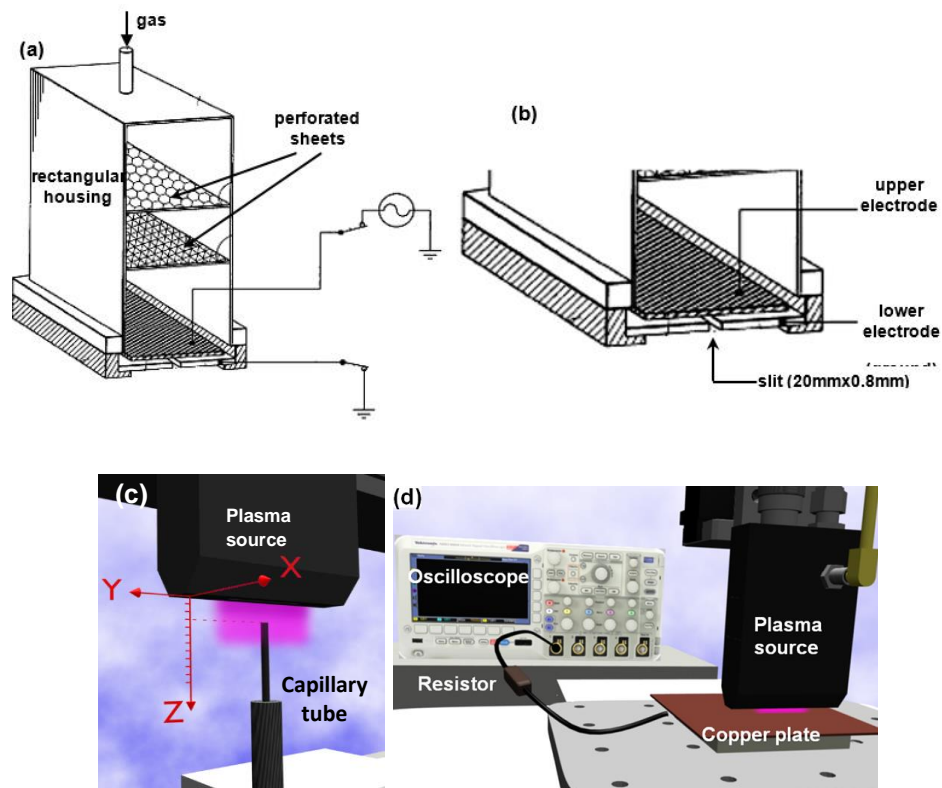 gas
(a)
perforated
sheets
rectangular
housing
(b)
upper
electrode
lower
electrode
slit (20mmx0.8mm)
(c)
Plasma
source
X
Y
Z
Capillary
tube
(d)
Oscilloscope
Plasma
source
Resistor
Copper plate